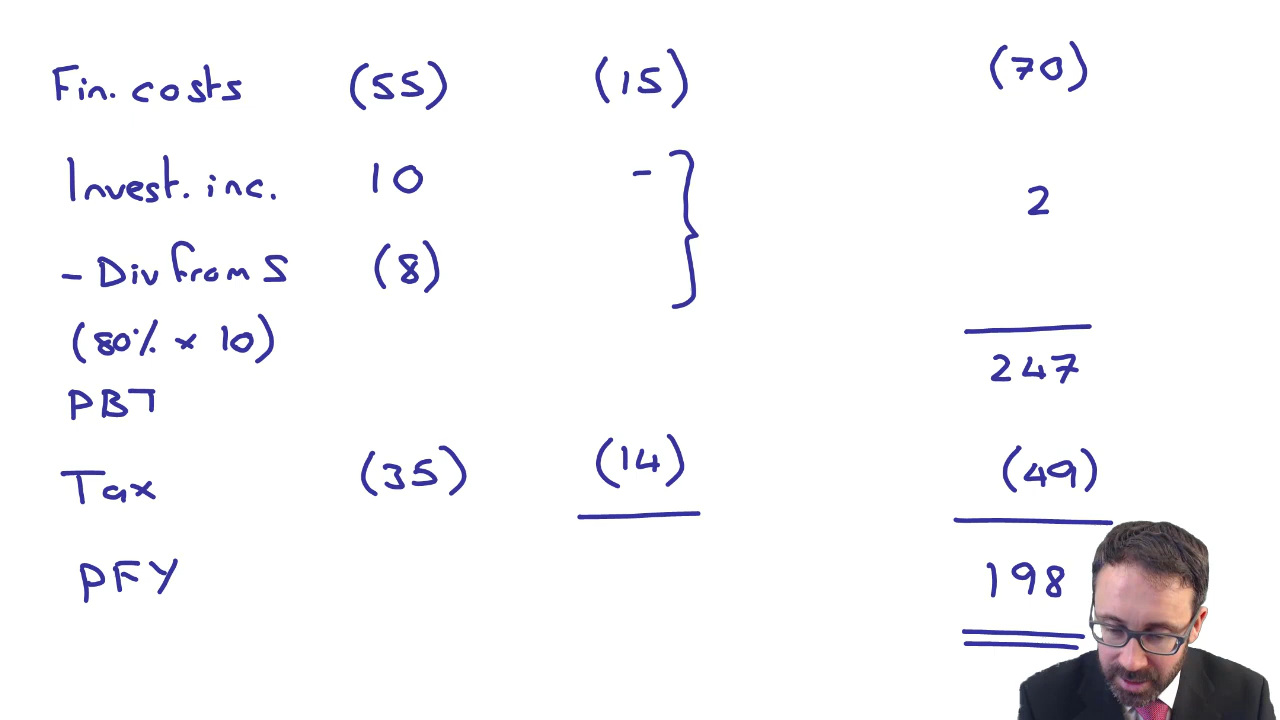 Fin. costs (55) (15) (70)
Invest. inc. 10 - 2
- Div from S (8)
(80% x 10)
PBT 247
Tax (35) (14) (49)
PFY 198